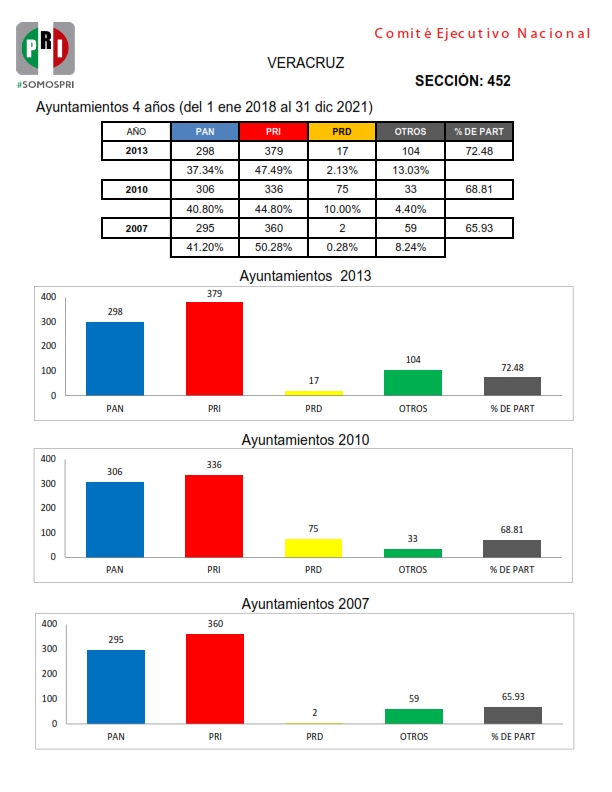 Comité Ejecutivo Nacional
PRI
#SOMOSPRI
VERACRUZ
SECCIÓN: 452
Ayuntamientos 4 años (del 1 ene 2018 al 31 dic 2021)
AÑO PAN PRI PRD OTROS % DE PART
2013 298 379 17 104 72.48
37.34% 47.49% 2.13% 13.03%
2010 306 336 75 33 68.81
40.80% 44.80% 10.00% 4.40%
2007 295 360 2 59 65.93
41.20% 50.28% 0.28% 8.24%
Ayuntamientos 2013
400
300
200
100
0
298 379 17 104 72.48
PAN PRI PRD OTROS % DE PART
Ayuntamientos 2010
400
300
200
100
0
306 336 75 33 68.81
PAN PRI PRD OTROS % DE PART
Ayuntamientos 2007
400
300
200
100
0
295 360 2 59 65.93
PAN PRI PRD OTROS % DE PART